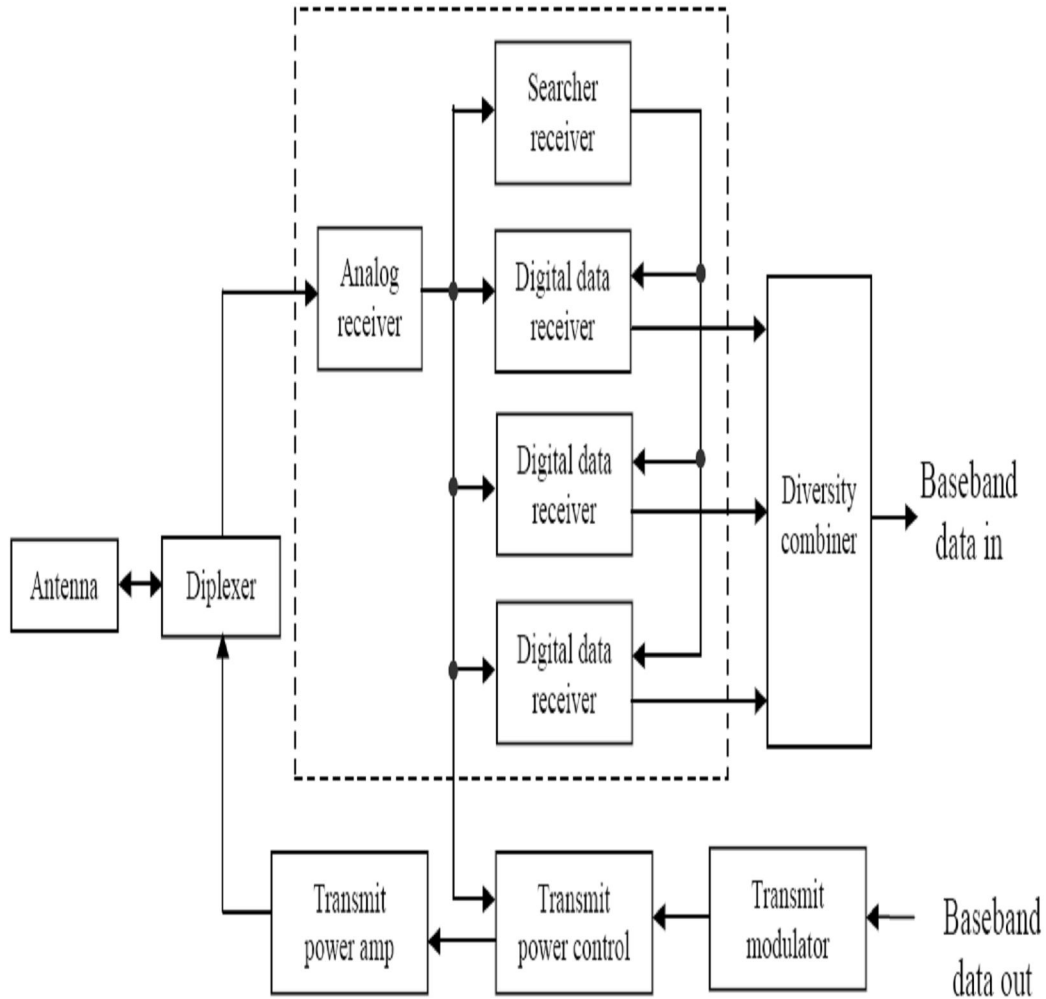 Searcher
receiver
Analog
receiver
Digital data
receiver
Digital data
receiver
Diversity
combiner
Baseband
data in
Antenna
Diplexer
Digital data
receiver
Transmit
power amp
Transmit
power control
Transmit
modulator
Baseband
data out